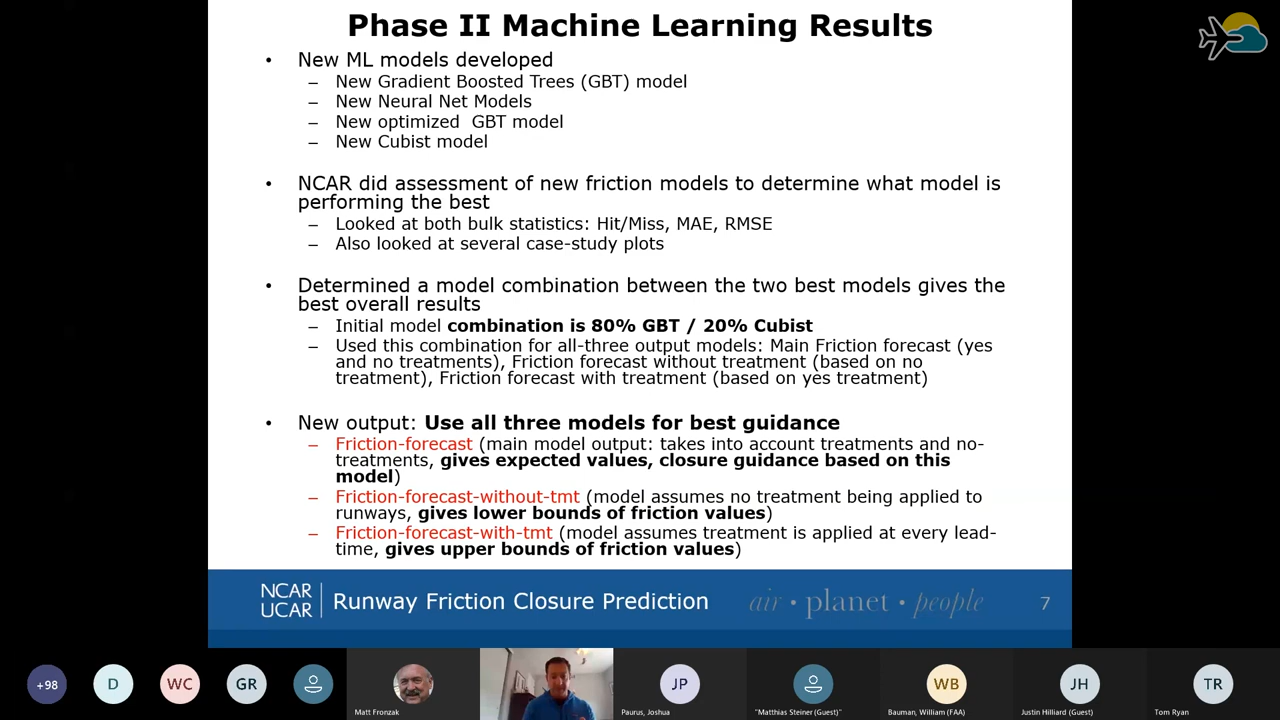 Phase II Machine Learning Results
• New ML models developed
– New Gradient Boosted Trees (GBT) model
– New Neural Net Models
– New optimized GBT model
– New Cubist model
• NCAR did assessment of new friction models to determine what model is
performing the best
– Looked at both bulk statistics: Hit/Miss, MAE, RMSE
– Also looked at several case-study plots
• Determined a model combination between the two best models gives the
best overall results
– Initial model combination is 80% GBT / 20% Cubist
– Used this combination for all-three output models: Main Friction forecast (yes
and no treatments), Friction forecast without treatment (based on no
treatment), Friction forecast with treatment (based on yes treatment)
• New output: Use all three models for best guidance
– Friction-forecast (main model output: takes into account treatments and no-
treatments, gives expected values, closure guidance based on this
model)
– Friction-forecast-without-tmt (model assumes no treatment being applied to
runways, gives lower bounds of friction values)
– Friction-forecast-with-tmt (model assumes treatment is applied at every lead-
time, gives upper bounds of friction values)
NCAR
UCAR
Runway Friction Closure Prediction
air • planet • people
7
+98
D
WC
GR
Matt Fronzak
JP
Paurus, Joshua
"Matthias Steiner (Guest)"
WB
Bauman, William (FAA)
JH
Justin Hilliard (Guest)
TR
Tom Ryan